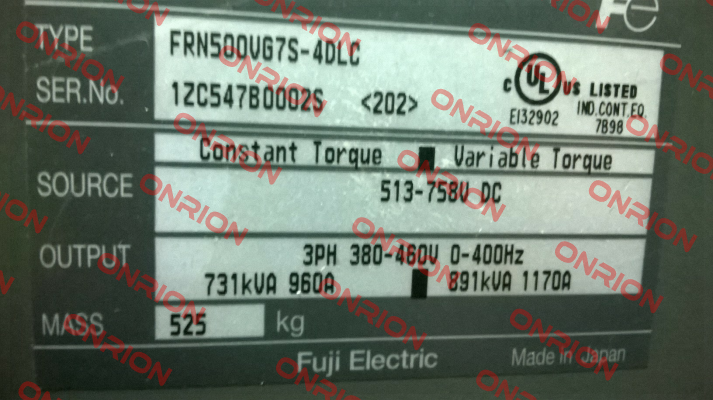 Fe
TYPE FRN500VG7S-4DLC
SER.No. 1ZC547B0002S <202>
c UL US LISTED
E132902 IND.CONT.EQ.
7B98
Constant Torque ■ Variable Torque
SOURCE 513-758V DC
OUTPUT 3PH 380-460V 0-400Hz
731kVA 960A ■ 891kVA 1170A
MASS 525 kg
Fuji Electric Made in Japan
ONRION